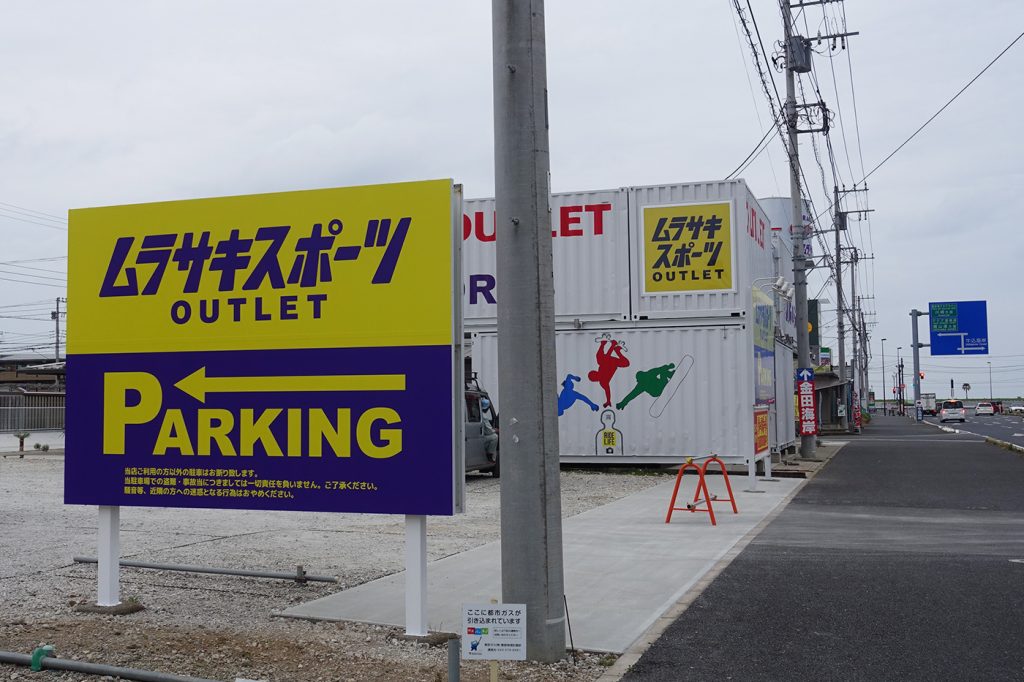 ムラサキスポーツ
OUTLET
PARKING
当店ご利用の方以外の駐車はお断り致します。
当駐車場での盗難・事故当につきましては一切責任を負いません。ご了承ください。
騒音等、近隣の方への迷惑となる行為はおやめください。
OUTLET
ムラサキ
スポーツ
OUTLET
RIDE
LIFE
金田海岸
ここに都市ガスが
引き込まれています